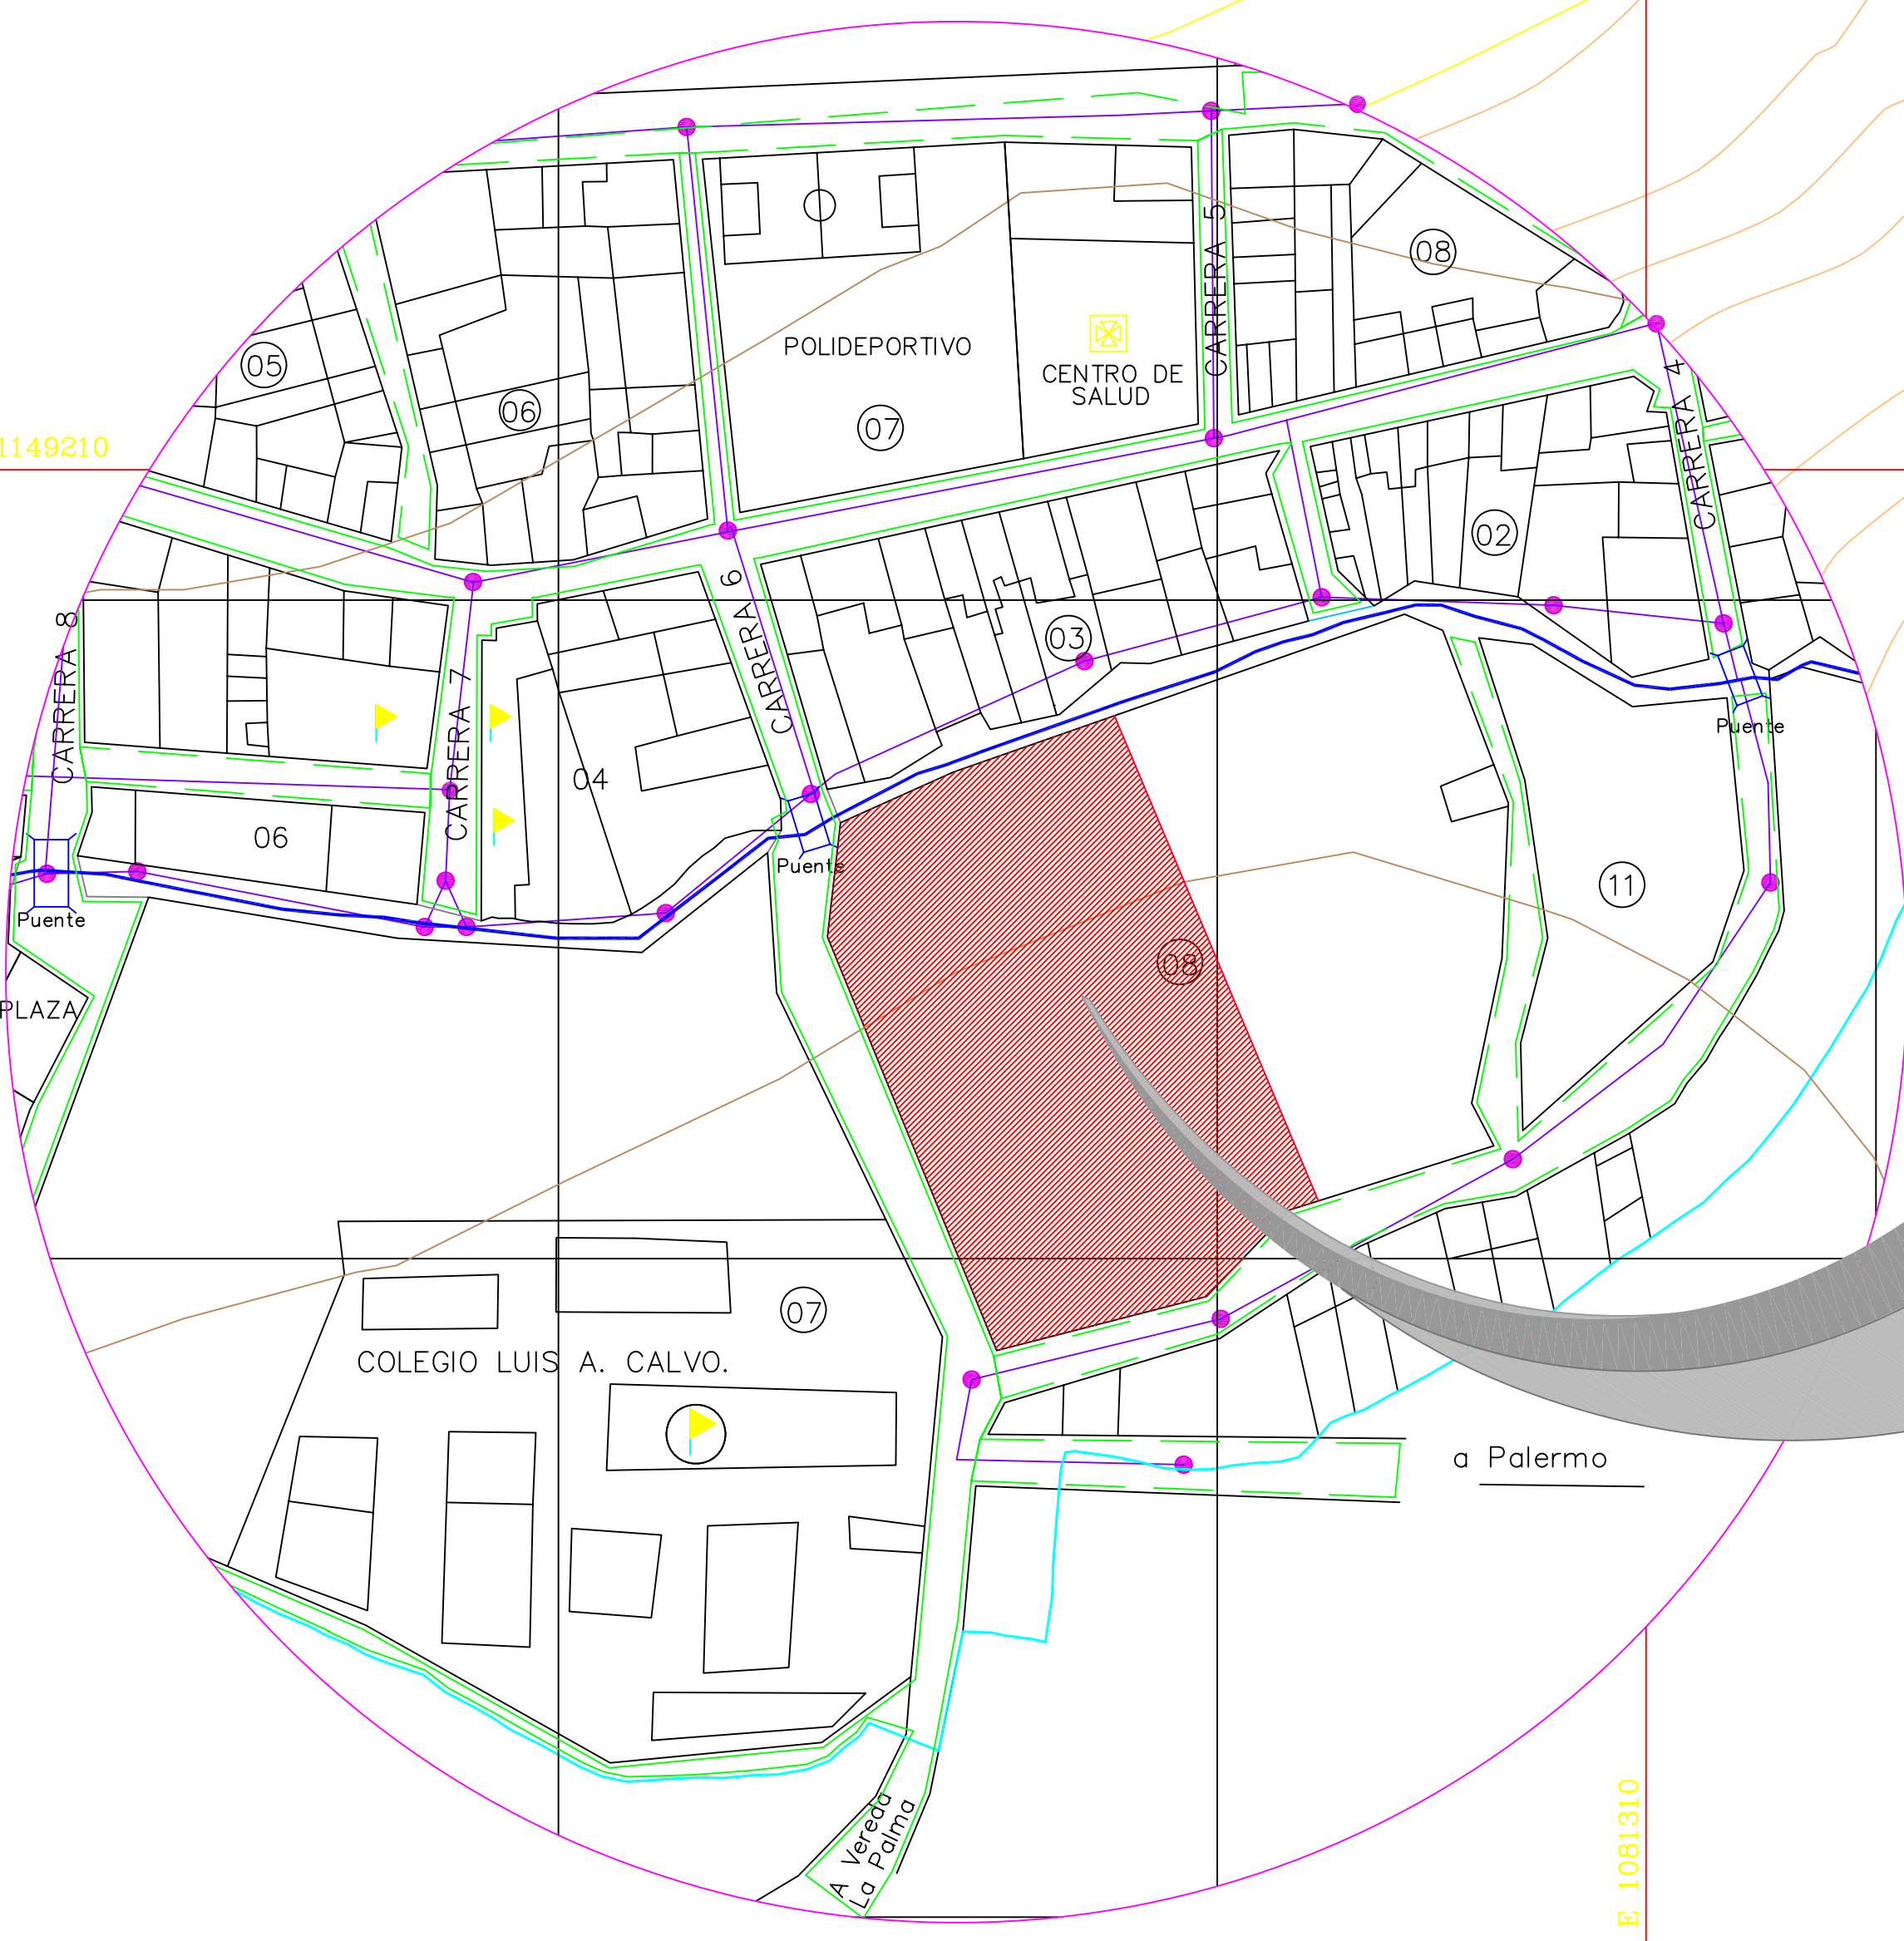 08
CARRERA 5
POLIDEPORTIVO
05
CENTRO DE
SALUD
CARRERA 4
06
07
1149210
02
CARRERA 6
03
CARRERA 8
CARRERA 7
Puente
04
06
Puente
11
Puente
08
PLAZA
07
COLEGIO LUIS A. CALVO.
a Palermo
A Vereda
La Palma
E 1081310